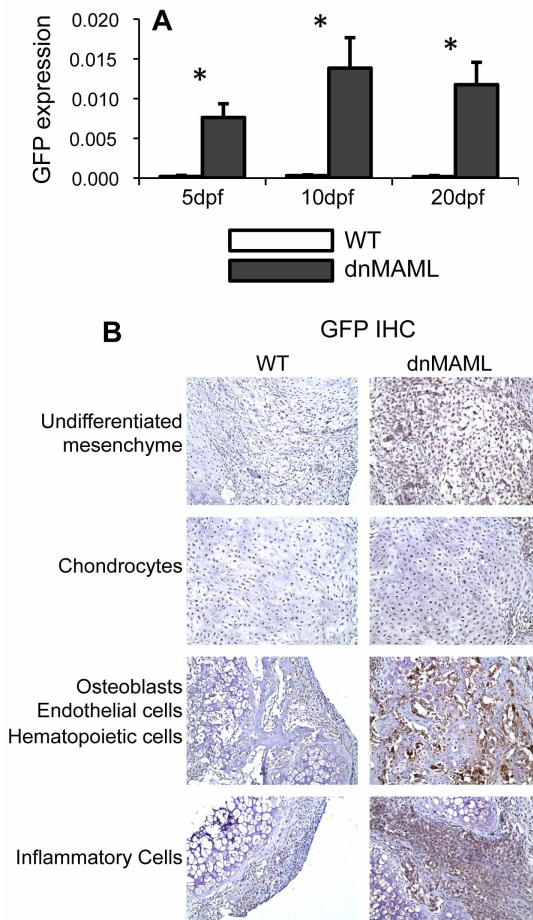 A
GFP expression
0.020
0.015
0.010
0.005
0.000
*
*
*
5dpf
10dpf
20dpf
WT
dnMAML
B
GFP IHC
WT
dnMAML
Undifferentiated
mesenchyme
Chondrocytes
Osteoblasts
Endothelial cells
Hematopoietic cells
Inflammatory Cells